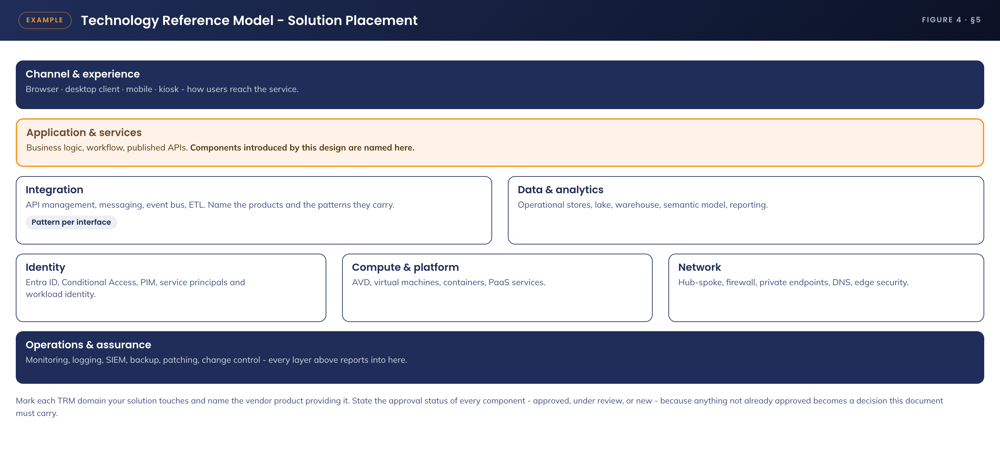 EXAMPLE
Technology Reference Model - Solution Placement
FIGURE 4 · §5
Channel & experience
Browser · desktop client · mobile · kiosk - how users reach the service.
Application & services
Business logic, workflow, published APIs. Components introduced by this design are named here.
Integration
API management, messaging, event bus, ETL. Name the products and the patterns they carry.
Pattern per interface
Data & analytics
Operational stores, lake, warehouse, semantic model, reporting.
Identity
Entra ID, Conditional Access, PIM, service principals and
workload identity.
Compute & platform
AVD, virtual machines, containers, PaaS services.
Network
Hub-spoke, firewall, private endpoints, DNS, edge security.
Operations & assurance
Monitoring, logging, SIEM, backup, patching, change control - every layer above reports into here.
Mark each TRM domain your solution touches and name the vendor product providing it. State the approval status of every component - approved, under review, or new - because anything not already approved becomes a decision this document
must carry.